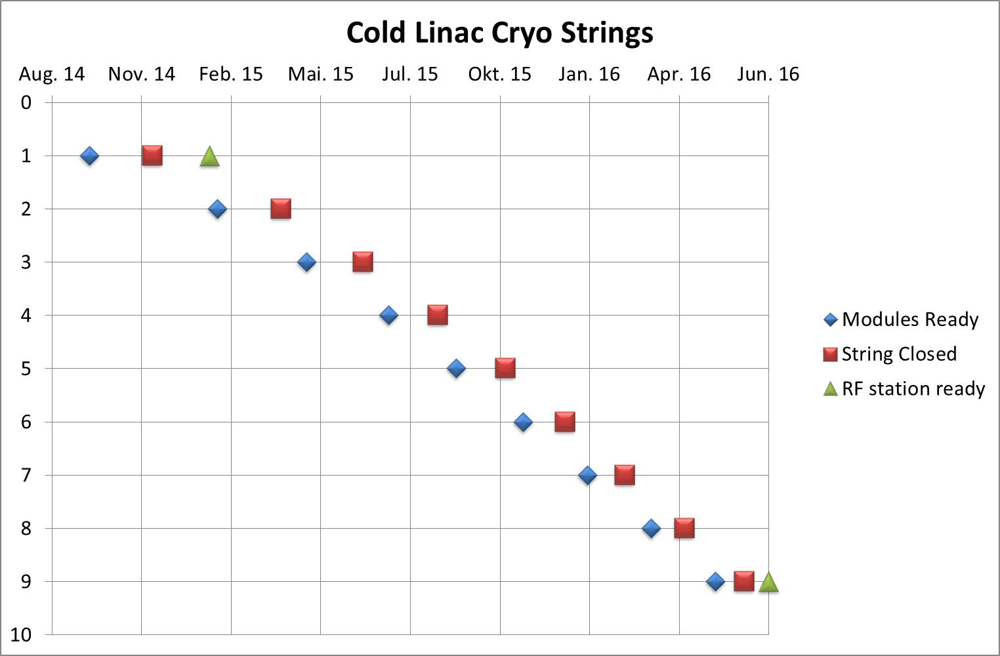 Cold Linac Cryo Strings
Aug. 14 Nov. 14 Feb. 15 Mai. 15 Jul. 15 Okt. 15 Jan. 16 Apr. 16 Jun. 16
0
1
2
3
4
5
6
7
8
9
10
Modules Ready
String Closed
RF station ready